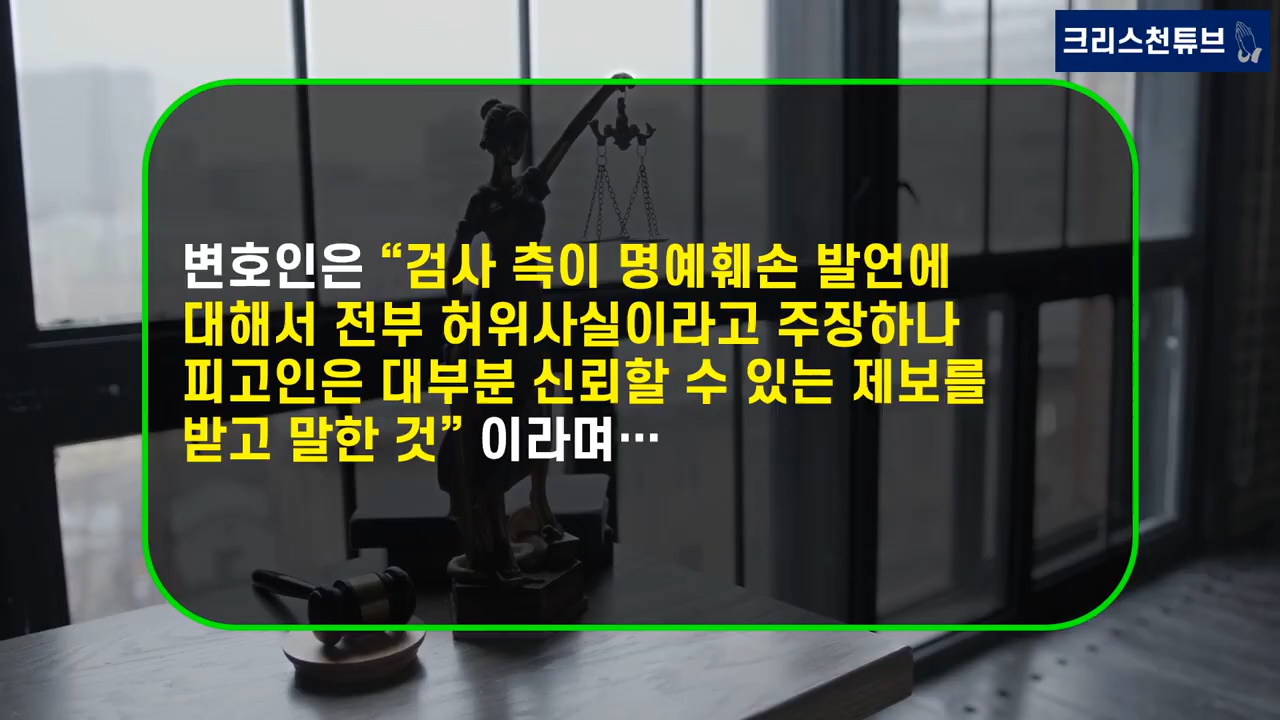 크리스천튜브
변호인은 “검사 측이 명예훼손 발언에
대해서 전부 허위사실이라고 주장하나
피고인은 대부분 신뢰할 수 있는 제보를
받고 말한 것” 이라며…